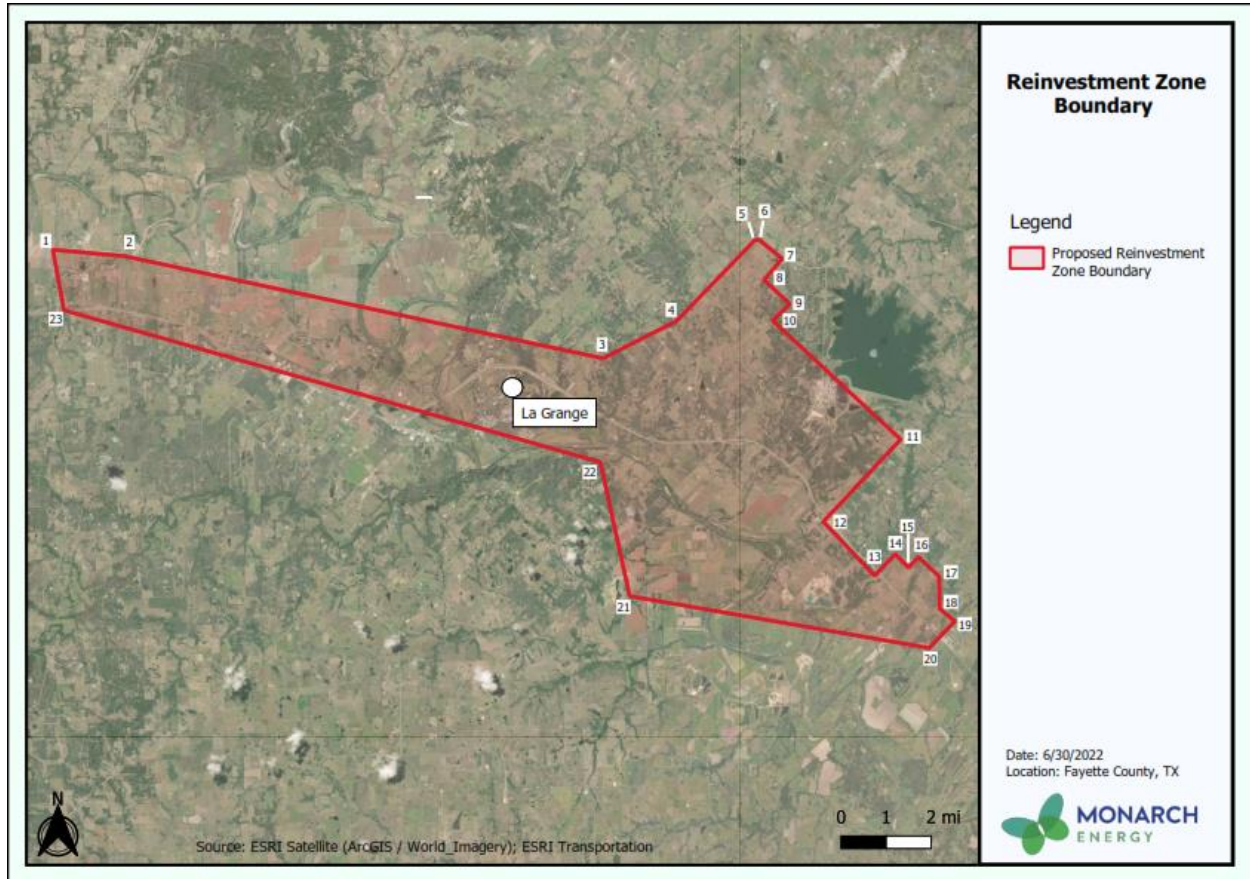 Reinvestment Zone
Boundary
Legend
Proposed Reinvestment
Zone Boundary
1
2
3
4
5
6
7
8
9
10
11
12
13
14
15
16
17
18
19
20
21
22
23
La Grange
N
0 1 2 mi
Source: ESRI Satellite (ArcGIS / World_Imagery); ESRI Transportation
Date: 6/30/2022
Location: Fayette County, TX
MONARCH
ENERGY